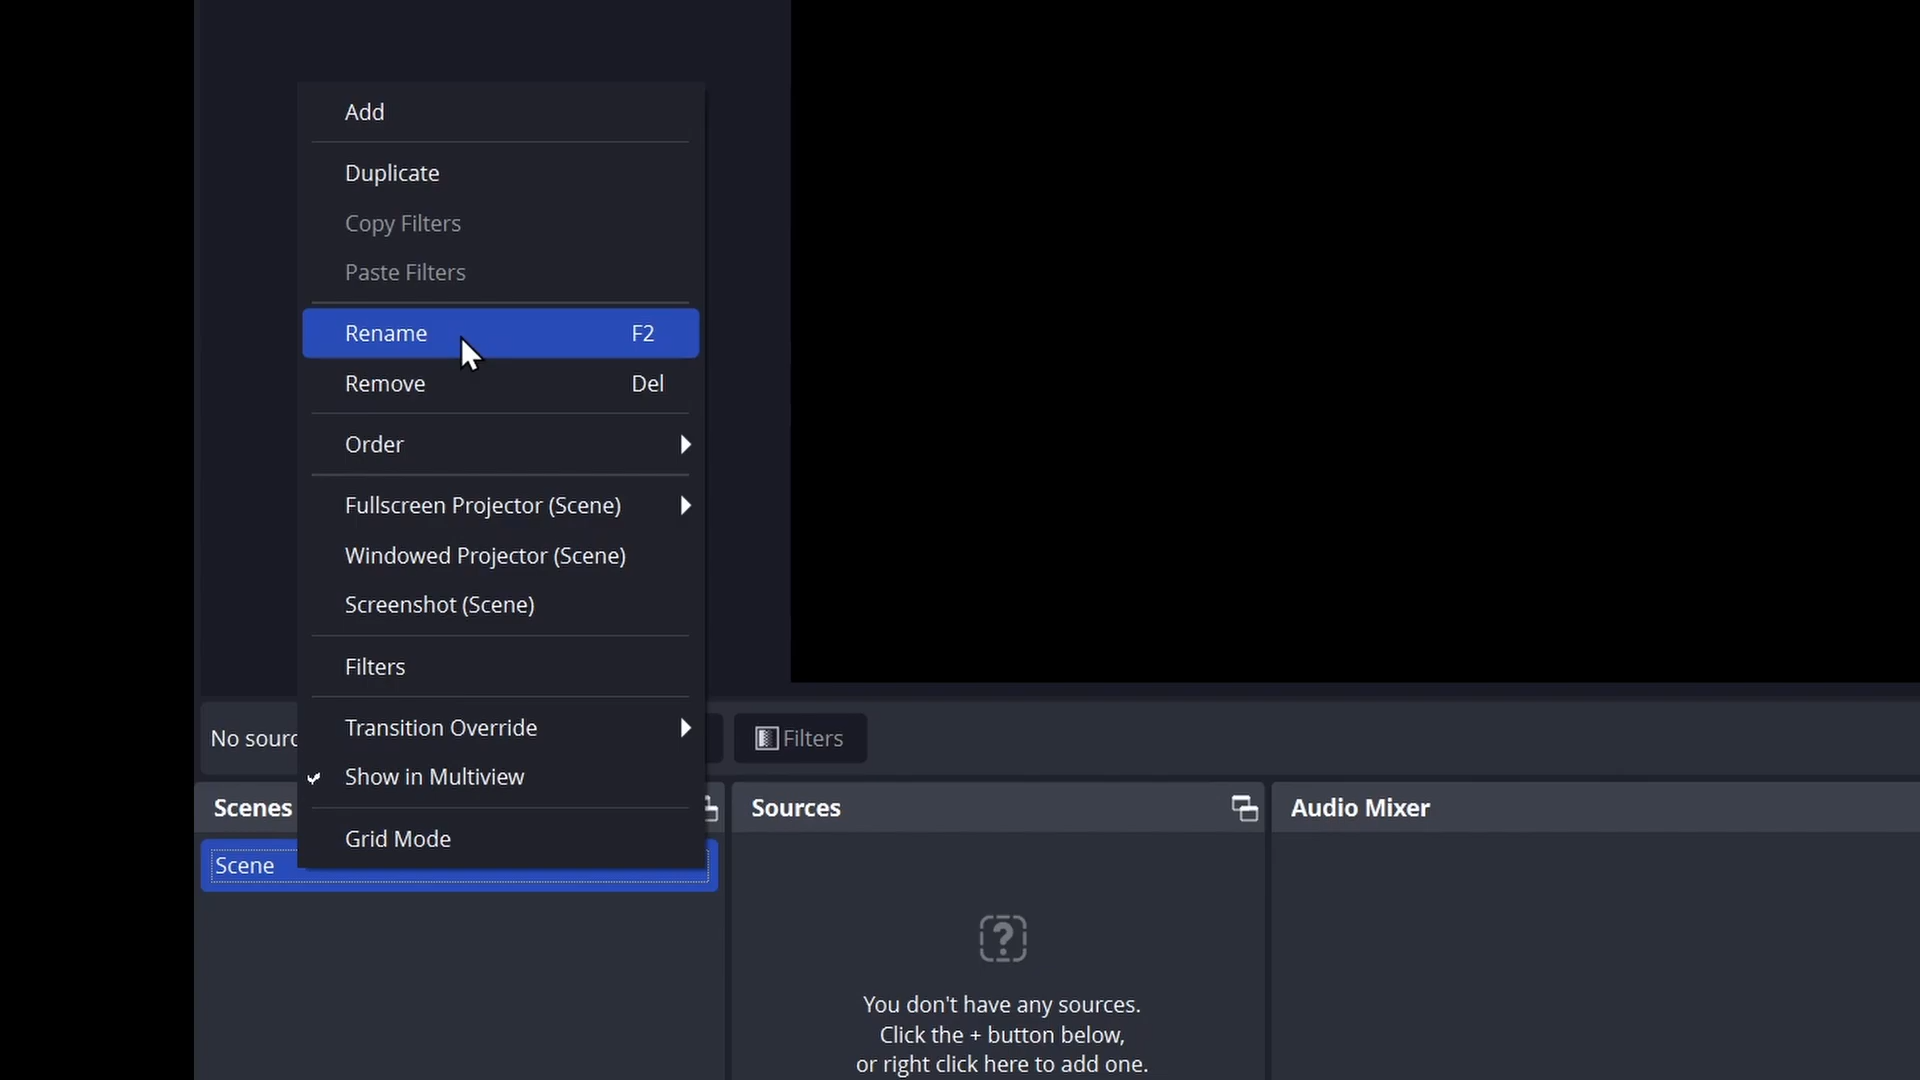 Add
Duplicate
Copy Filters
Paste Filters
Rename F2
Remove Del
Order
Fullscreen Projector (Scene)
Windowed Projector (Scene)
Screenshot (Scene)
Filters
Transition Override
Show in Multiview
Grid Mode
No sourc
Filters
Scenes
Scene
Sources
You don't have any sources.
Click the + button below,
or right click here to add one.
Audio Mixer